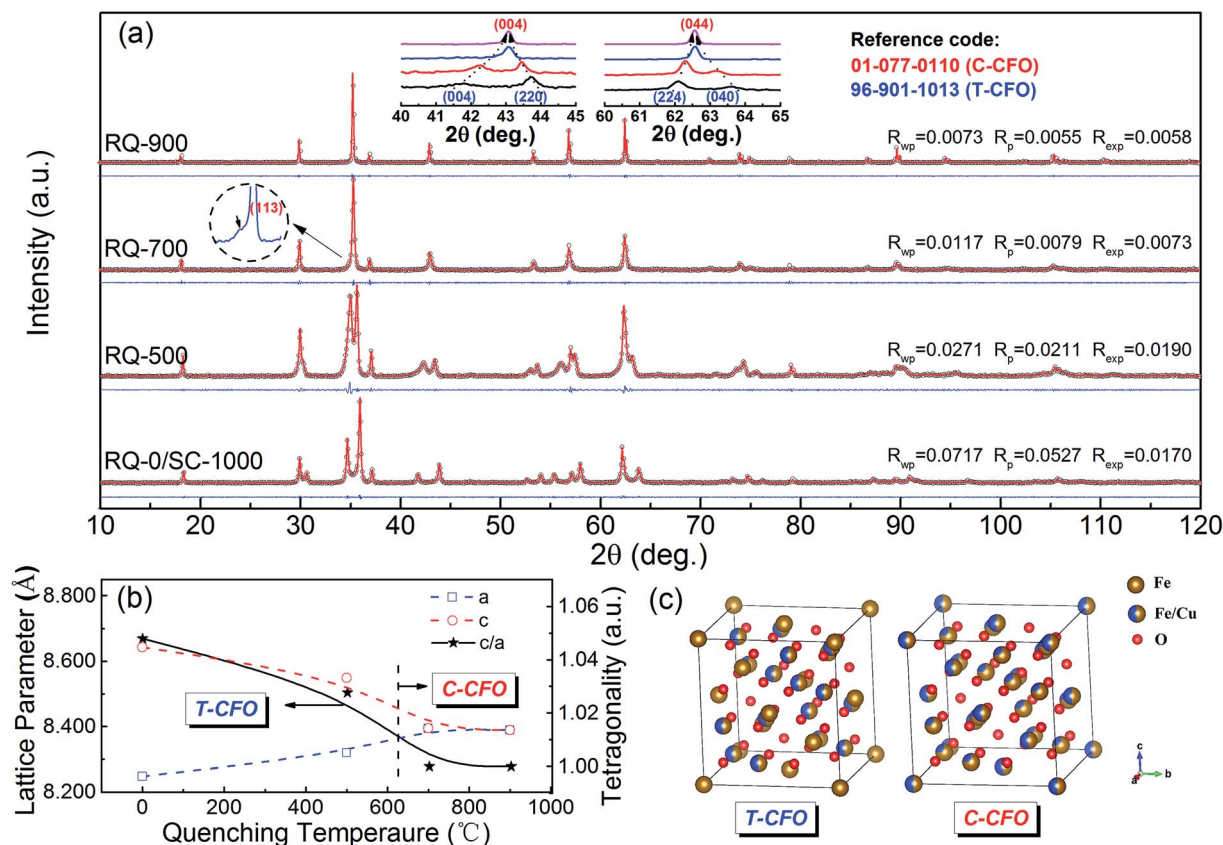 (a)
(004)
(044)
(004)
(220)
(224)
(040)
40 41 42 43 44 45
60 61 62 63 64 65
2θ (deg.)
2θ (deg.)
Reference code:
01-077-0110 (C-CFO)
96-901-1013 (T-CFO)
RQ-900
Rwp=0.0073 Rp=0.0055 Rexp=0.0058
(113)
RQ-700
Rwp=0.0117 Rp=0.0079 Rexp=0.0073
RQ-500
Rwp=0.0271 Rp=0.0211 Rexp=0.0190
RQ-0/SC-1000
Rwp=0.0717 Rp=0.0527 Rexp=0.0170
Intensity (a.u.)
10 20 30 40 50 60 70 80 90 100 110 120
2θ (deg.)
(b)
Lattice Parameter (Å)
8.800
8.600
8.400
8.200
a
c
c/a
T-CFO
C-CFO
1.06
1.04
1.02
1.00
Tetragonality (a.u.)
0 200 400 600 800 1000
Quenching Temperaure (℃)
(c)
Fe
Fe/Cu
O
c
a
b
T-CFO
C-CFO